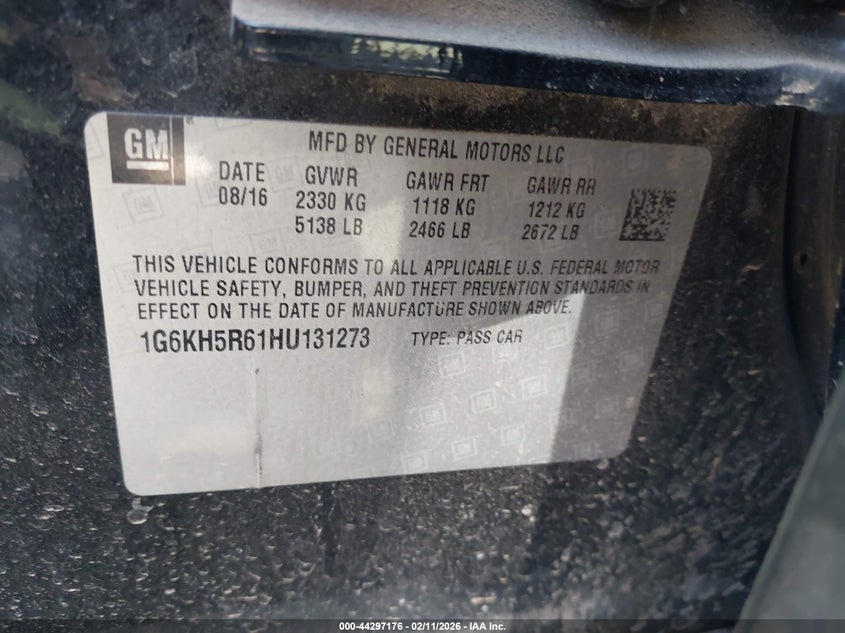 GM ®
MFD BY GENERAL MOTORS LLC
DATE GVWR GAWR FRT GAWR RR
08/16 2330 KG 1118 KG 1212 KG
5138 LB 2466 LB 2672 LB
THIS VEHICLE CONFORMS TO ALL APPLICABLE U.S. FEDERAL MOTOR
VEHICLE SAFETY, BUMPER, AND THEFT PREVENTION STANDARDS IN
EFFECT ON THE DATE OF MANUFACTURE SHOWN ABOVE.
1G6KH5R61HU131273 TYPE: PASS CAR
000-44297176 - 02/11/2026 - IAA Inc.